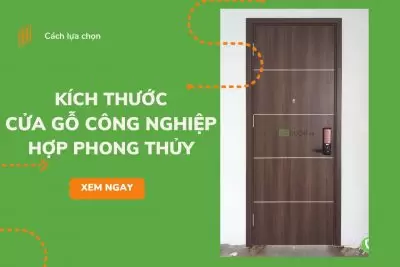 Cách lựa chọn
KÍCH THƯỚC
CỬA GỖ CÔNG NGHIỆP
HỢP PHONG THỦY
XEM NGAY